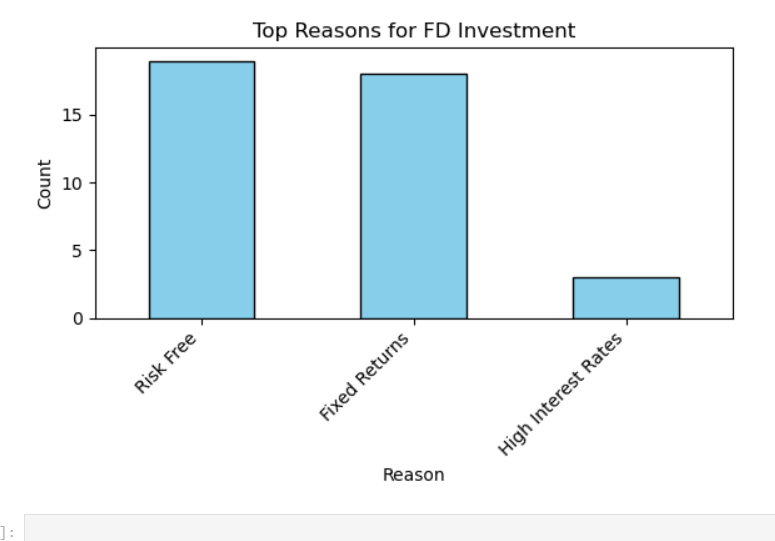 Top Reasons for FD Investment
Count
15
10
5
0
Risk Free
Fixed Returns
High Interest Rates
Reason
]: